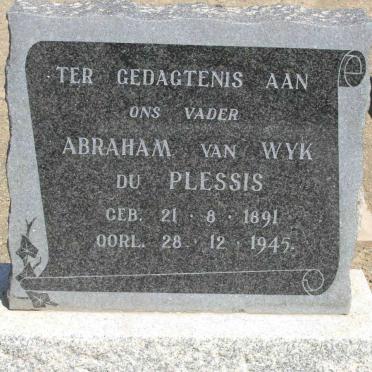 TER GEDAGTENIS AAN
ONS VADER
ABRAHAM VAN WYK
DU PLESSIS
GEB. 21 · 8 · 1891
OORL. 28 · 12 · 1945.